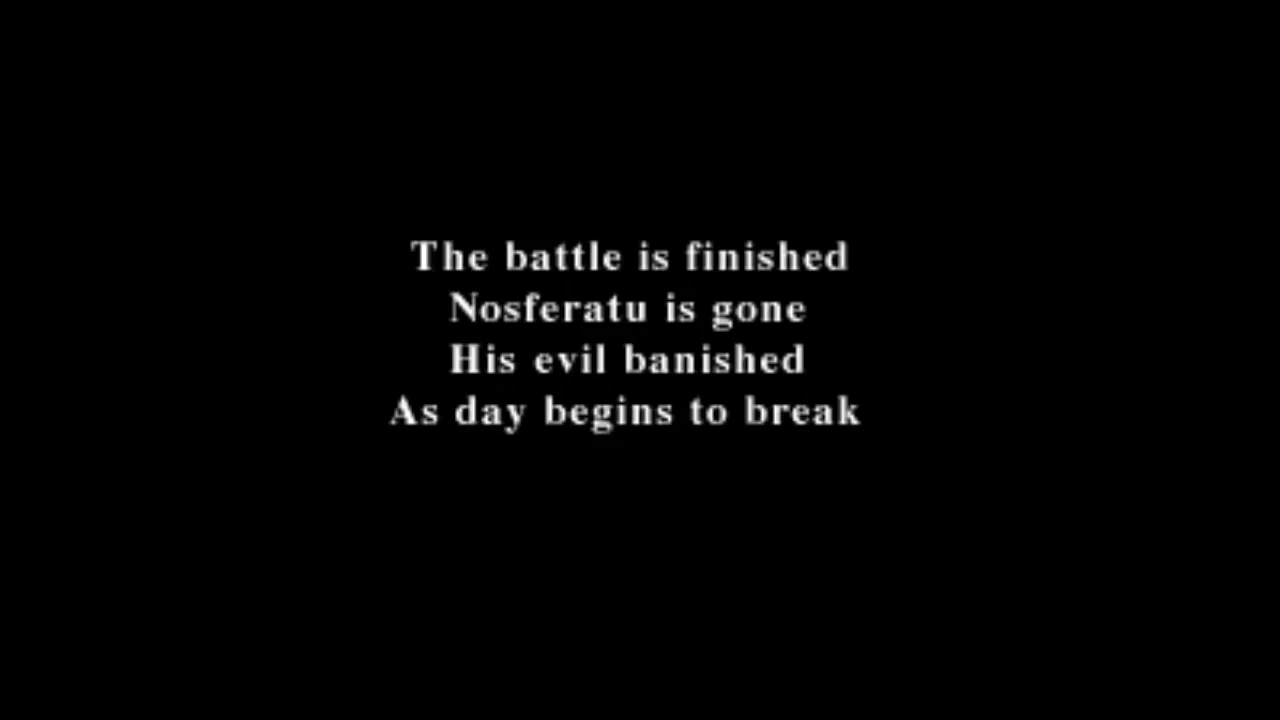 The battle is finished
Nosferatu is gone
His evil banished
As day begins to break